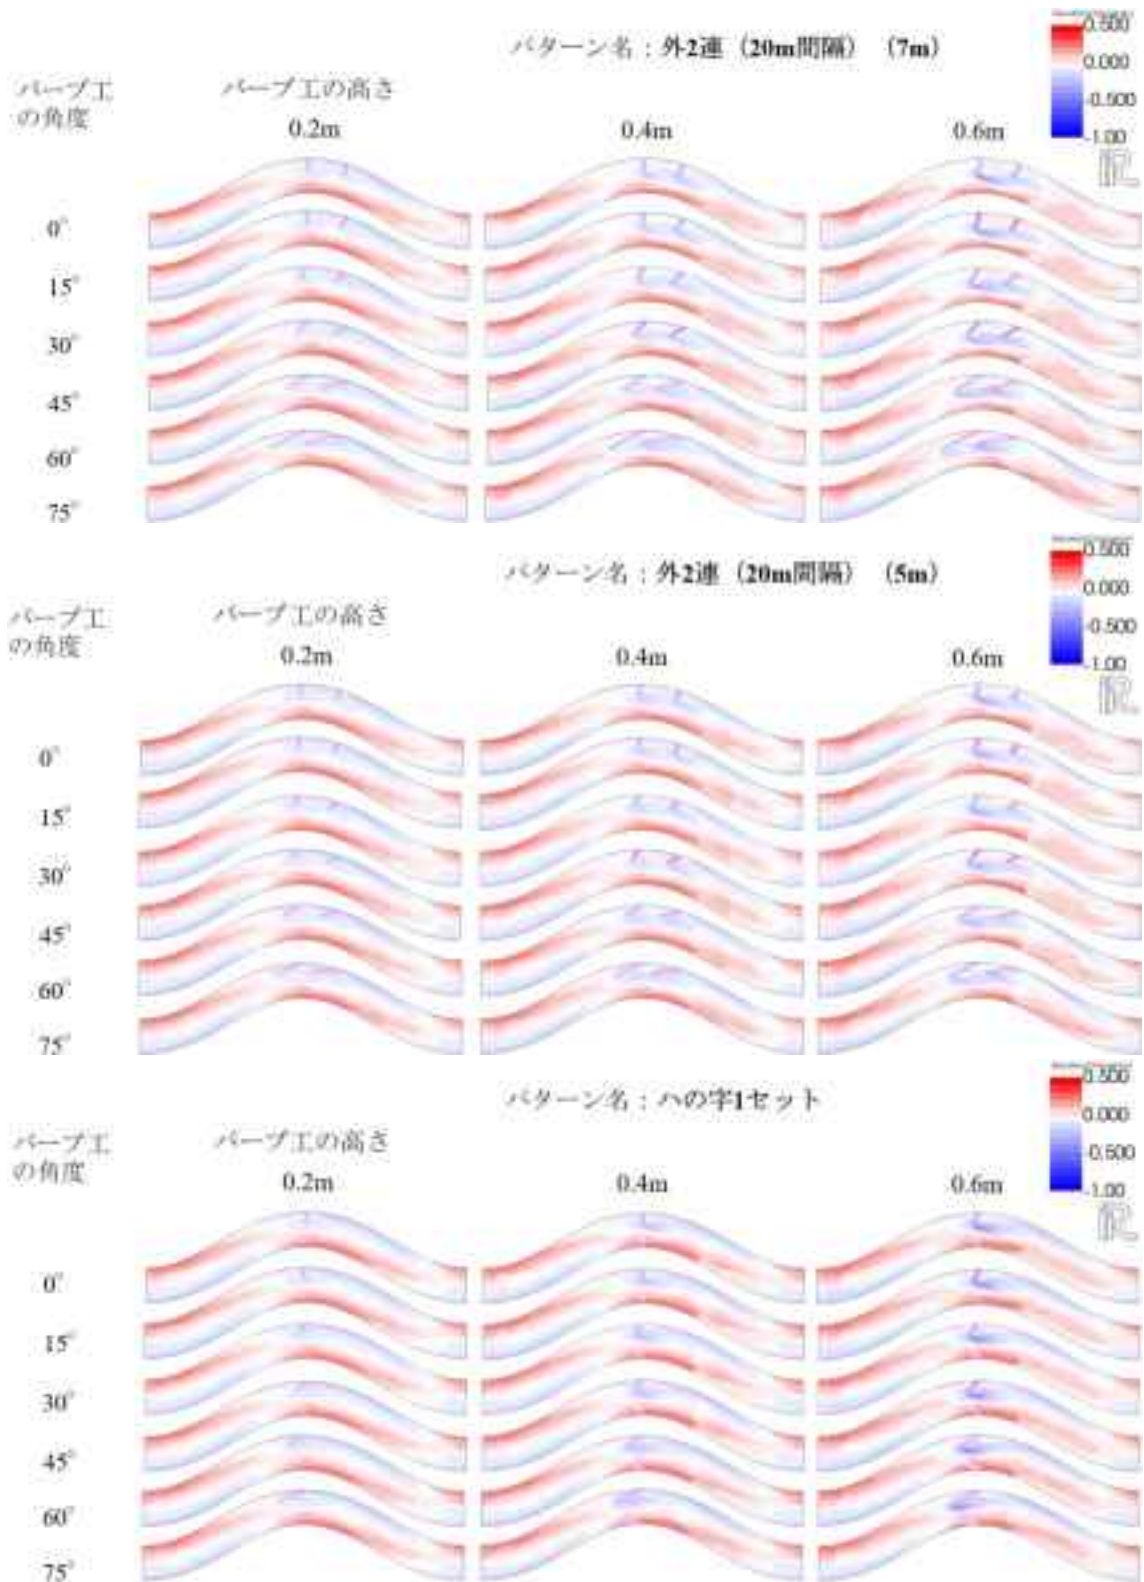 パターン名：外2連（20m間隔）（7m）
0.500
0.000
-0.500
-1.00
バーブ工
の角度
バーブ工の高さ
0.2m
0.4m
0.6m
0°
15°
30°
45°
60°
75°
パターン名：外2連（20m間隔）（5m）
0.500
0.000
-0.500
-1.00
バーブ工
の角度
バーブ工の高さ
0.2m
0.4m
0.6m
0°
15°
30°
45°
60°
75°
パターン名：ハの字1セット
0.500
0.000
-0.500
-1.00
バーブ工
の角度
バーブ工の高さ
0.2m
0.4m
0.6m
0°
15°
30°
45°
60°
75°